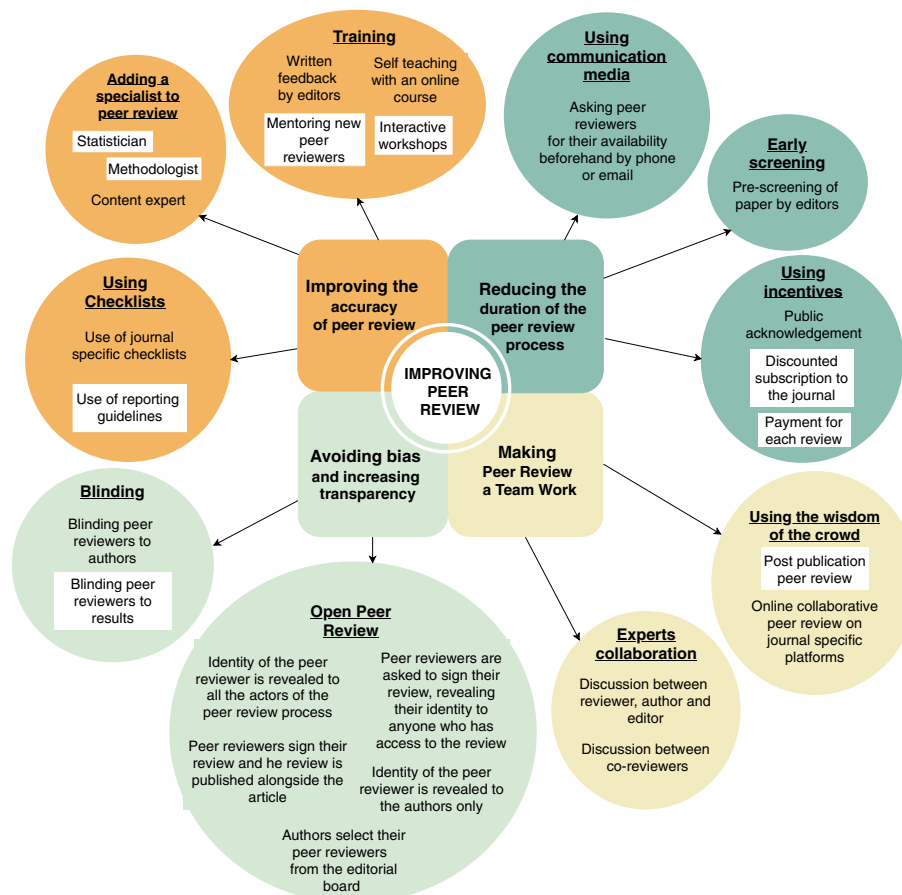 Training
Written
feedback
by editors
Self teaching
with an online
course
Mentoring new
peer
reviewers
Interactive
workshops
Using
communication
media
Asking peer
reviewers
for their availability
beforehand by phone
or email
Adding a
specialist to
peer review
Statistician
Methodologist
Content expert
Early
screening
Pre-screening of
paper by editors
Using
Checklists
Use of journal
specific checklists
Use of reporting
guidelines
Improving the
accuracy
of peer review
Reducing the
duration of the
peer review
process
Using
incentives
Public
acknowledgement
Discounted
subscription to
the journal
Payment for
each review
IMPROVING
PEER
REVIEW
Avoiding bias
and increasing
transparency
Making
Peer Review
a Team Work
Blinding
Blinding peer
reviewers to
authors
Blinding peer
reviewers to
results
Using the wisdom
of the crowd
Post publication
peer review
Online collaborative
peer review on
journal specific
platforms
Open Peer
Review
Identity of the peer
reviewer is revealed to
all the actors of the
peer review process
Peer reviewers are
asked to sign their
review, revealing
their identity to
anyone who has
access to the review
Peer reviewers sign their
review and he review is
published alongside the
article
Identity of the peer
reviewer is revealed to
the authors only
Authors select their
peer reviewers
from the editorial
board
Experts
collaboration
Discussion between
reviewer, author and
editor
Discussion between
co-reviewers